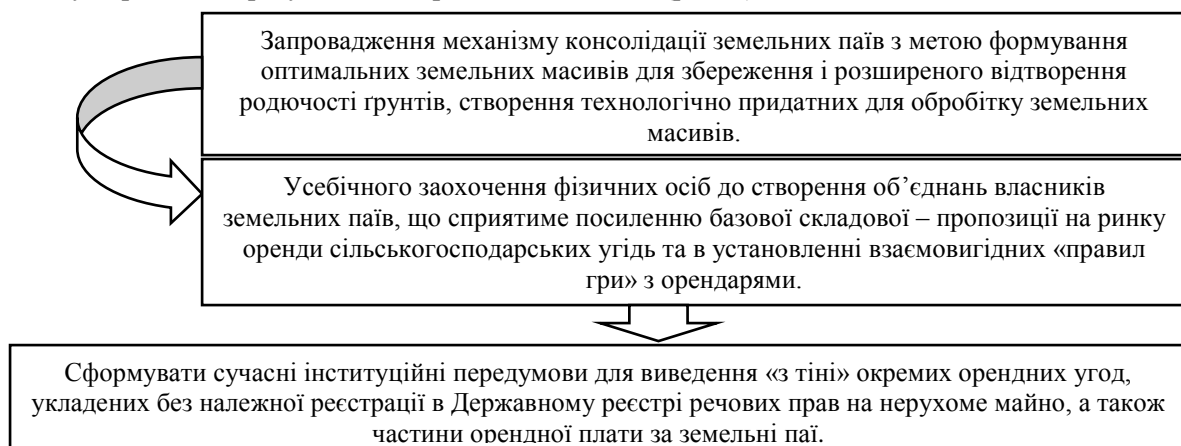 Запровадження механізму консолідації земельних паїв з метою формування
оптимальних земельних масивів для збереження і розширеного відтворення
родючості ґрунтів, створення технологічно придатних для обробітку земельних
масивів.
Усебічного заохочення фізичних осіб до створення об’єднань власників
земельних паїв, що сприятиме посиленню базової складової – пропозиції на ринку
оренди сільськогосподарських угідь та в установленні взаємовигідних «правил
гри» з орендарями.
Сформувати сучасні інституційні передумови для виведення «з тіні» окремих орендних угод,
укладених без належної реєстрації в Державному реєстрі речових прав на нерухоме майно, а також
частини орендної плати за земельні паї.